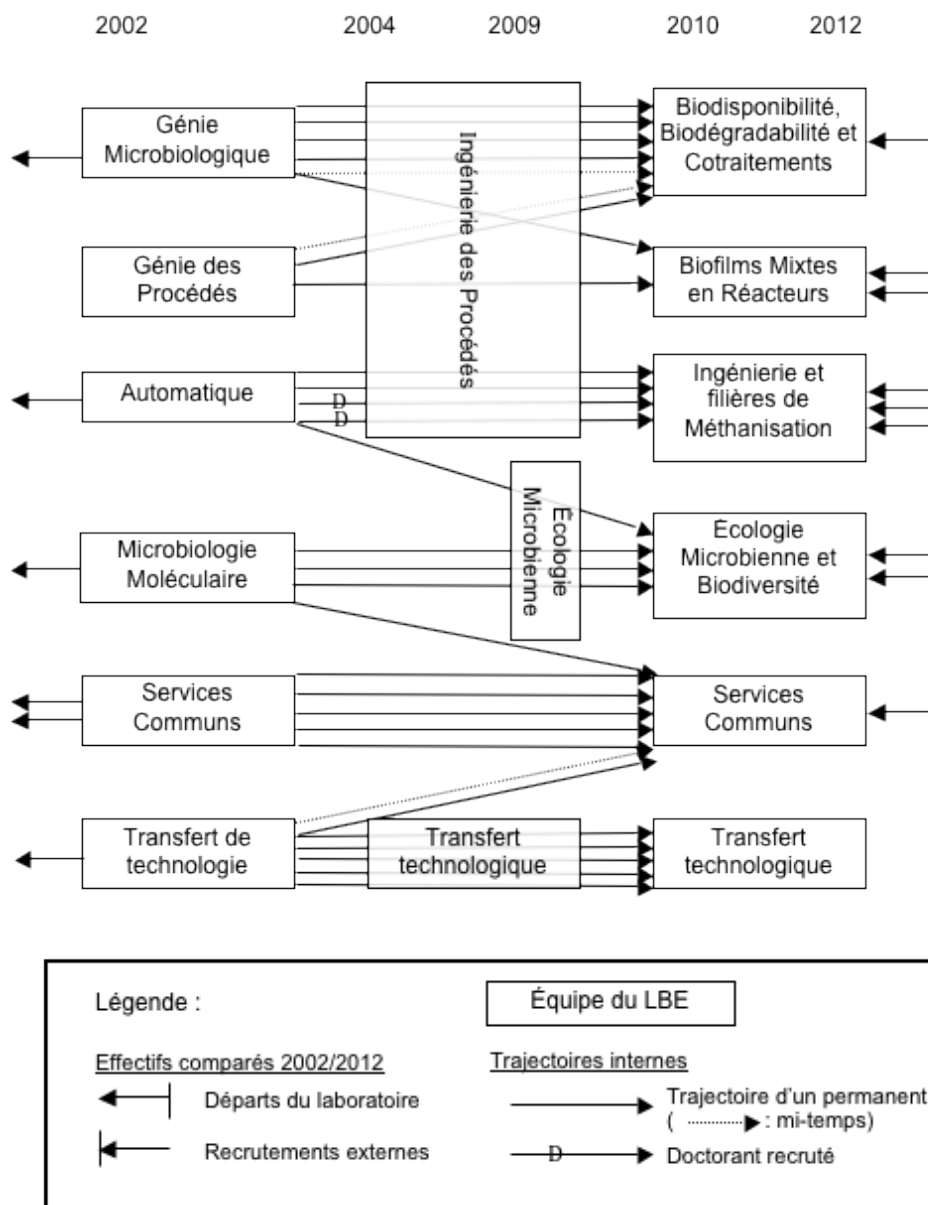 2002 2004 2009 2010 2012
Génie
Microbiologique
Génie des
Procédés
Automatique
Microbiologie
Moléculaire
Services
Communs
Transfert de
technologie
Ingénierie des Procédés
D
D
Écologie
Microbienne
Transfert
technologique
Biodisponibilité,
Biodégradabilité et
Cotraitements
Biofilms Mixtes
en Réacteurs
Ingénierie et
filières de
Méthanisation
Écologie
Microbienne et
Biodiversité
Services
Communs
Transfert
technologique
Légende :
Équipe du LBE
Effectifs comparés 2002/2012
Départs du laboratoire
Recrutements externes
Trajectoires internes
Trajectoire d'un permanent
( : mi-temps)
D Doctorant recruté